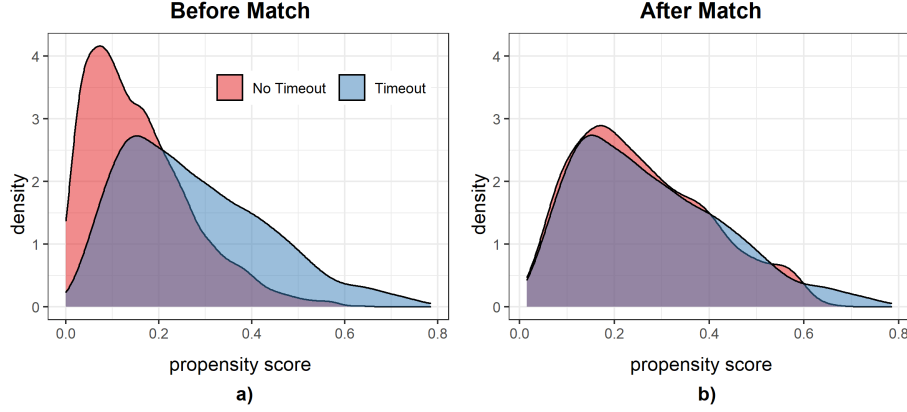 Before Match
4
3
2
1
0
density
No Timeout
Timeout
0.0
0.2
0.4
0.6
0.8
propensity score
a)
After Match
4
3
2
1
0
density
0.0
0.2
0.4
0.6
0.8
propensity score
b)